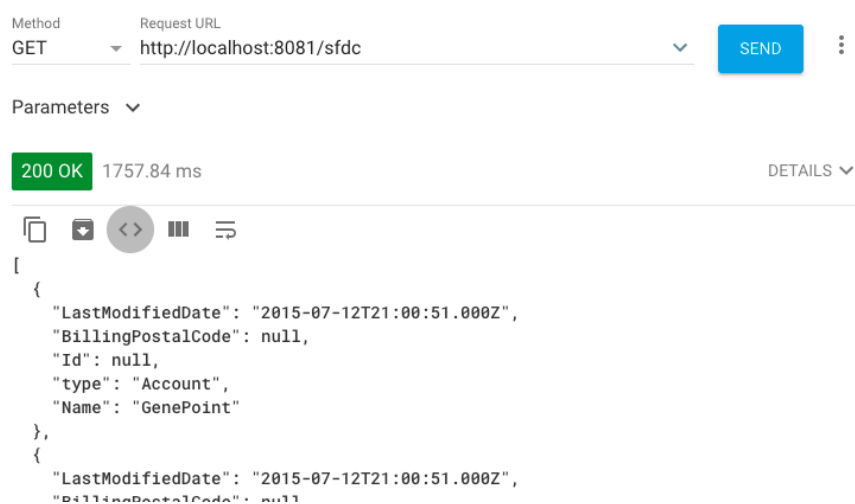 Method Request URL
GET http://localhost:8081/sfdc SEND
Parameters
200 OK 1757.84 ms DETAILS
[
{
"LastModifiedDate": "2015-07-12T21:00:51.000Z",
"BillingPostalCode": null,
"Id": null,
"type": "Account",
"Name": "GenePoint"
},
{
"LastModifiedDate": "2015-07-12T21:00:51.000Z",
"BillingPostalCode": null